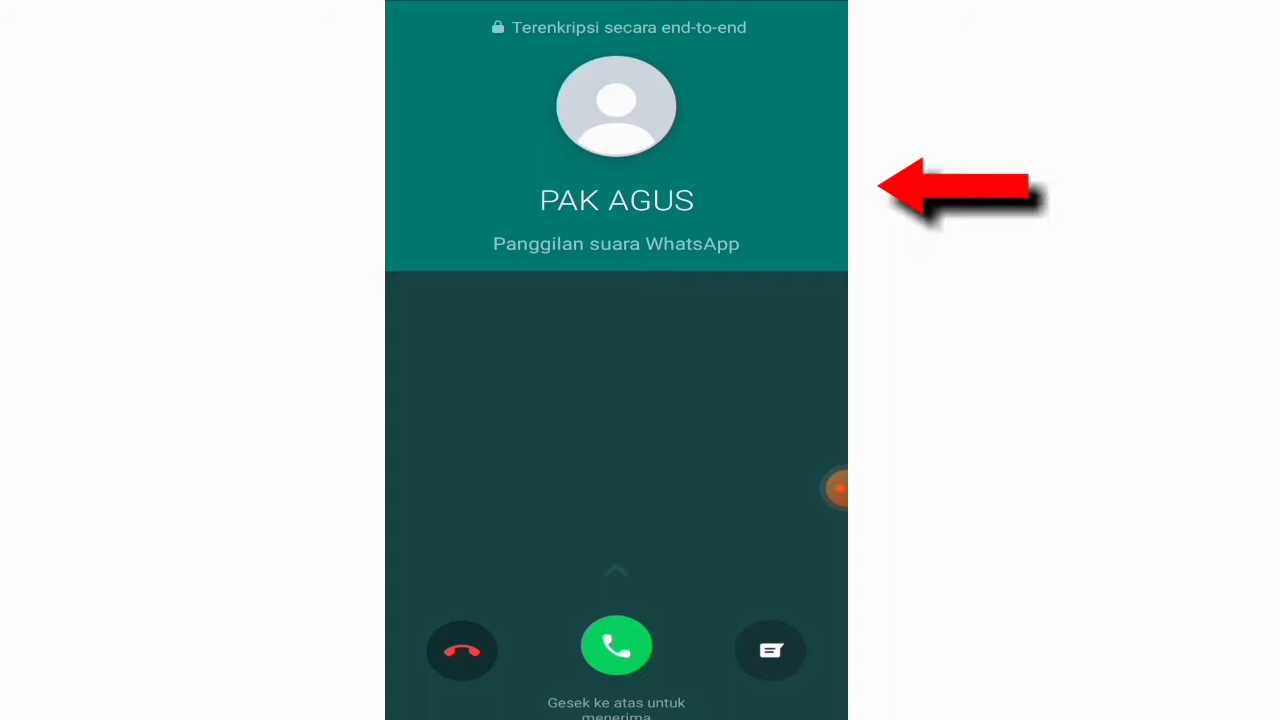 Terenkripsi secara end-to-end
PAK AGUS
Panggilan suara WhatsApp
Gesek ke atas untuk
menerima